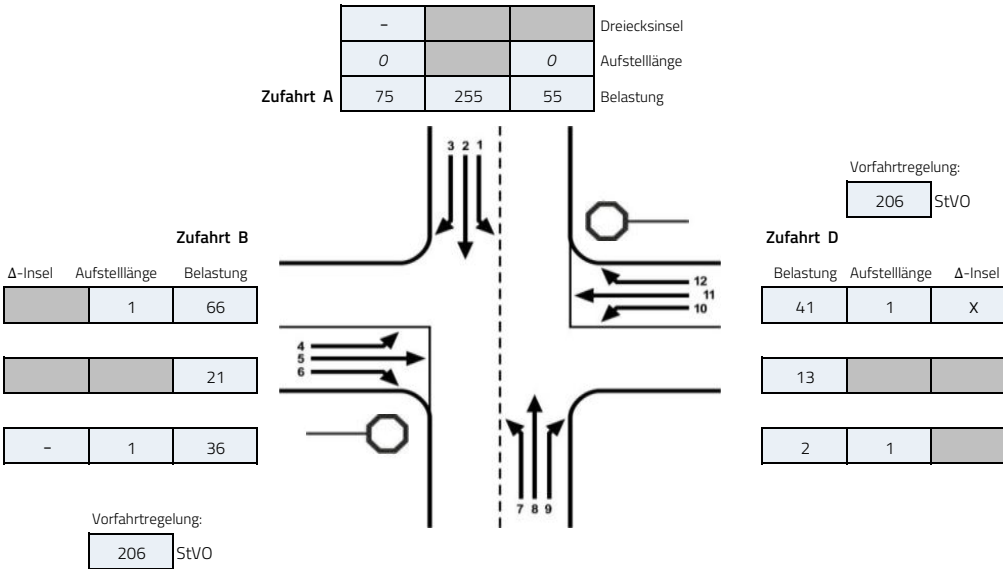 - Dreiecksinsel
0 0 Aufstelllänge
Zufahrt A 75 255 55 Belastung
3 2 1
Vorfahrtregelung:
206 StVO
Zufahrt B
Zufahrt D
Δ-Insel Aufstelllänge Belastung
Belastung Aufstelllänge Δ-Insel
1 66
41 1 X
12
11
10
4
5
6
21
13
- 1 36
2 1
7 8 9
Vorfahrtregelung:
206 StVO